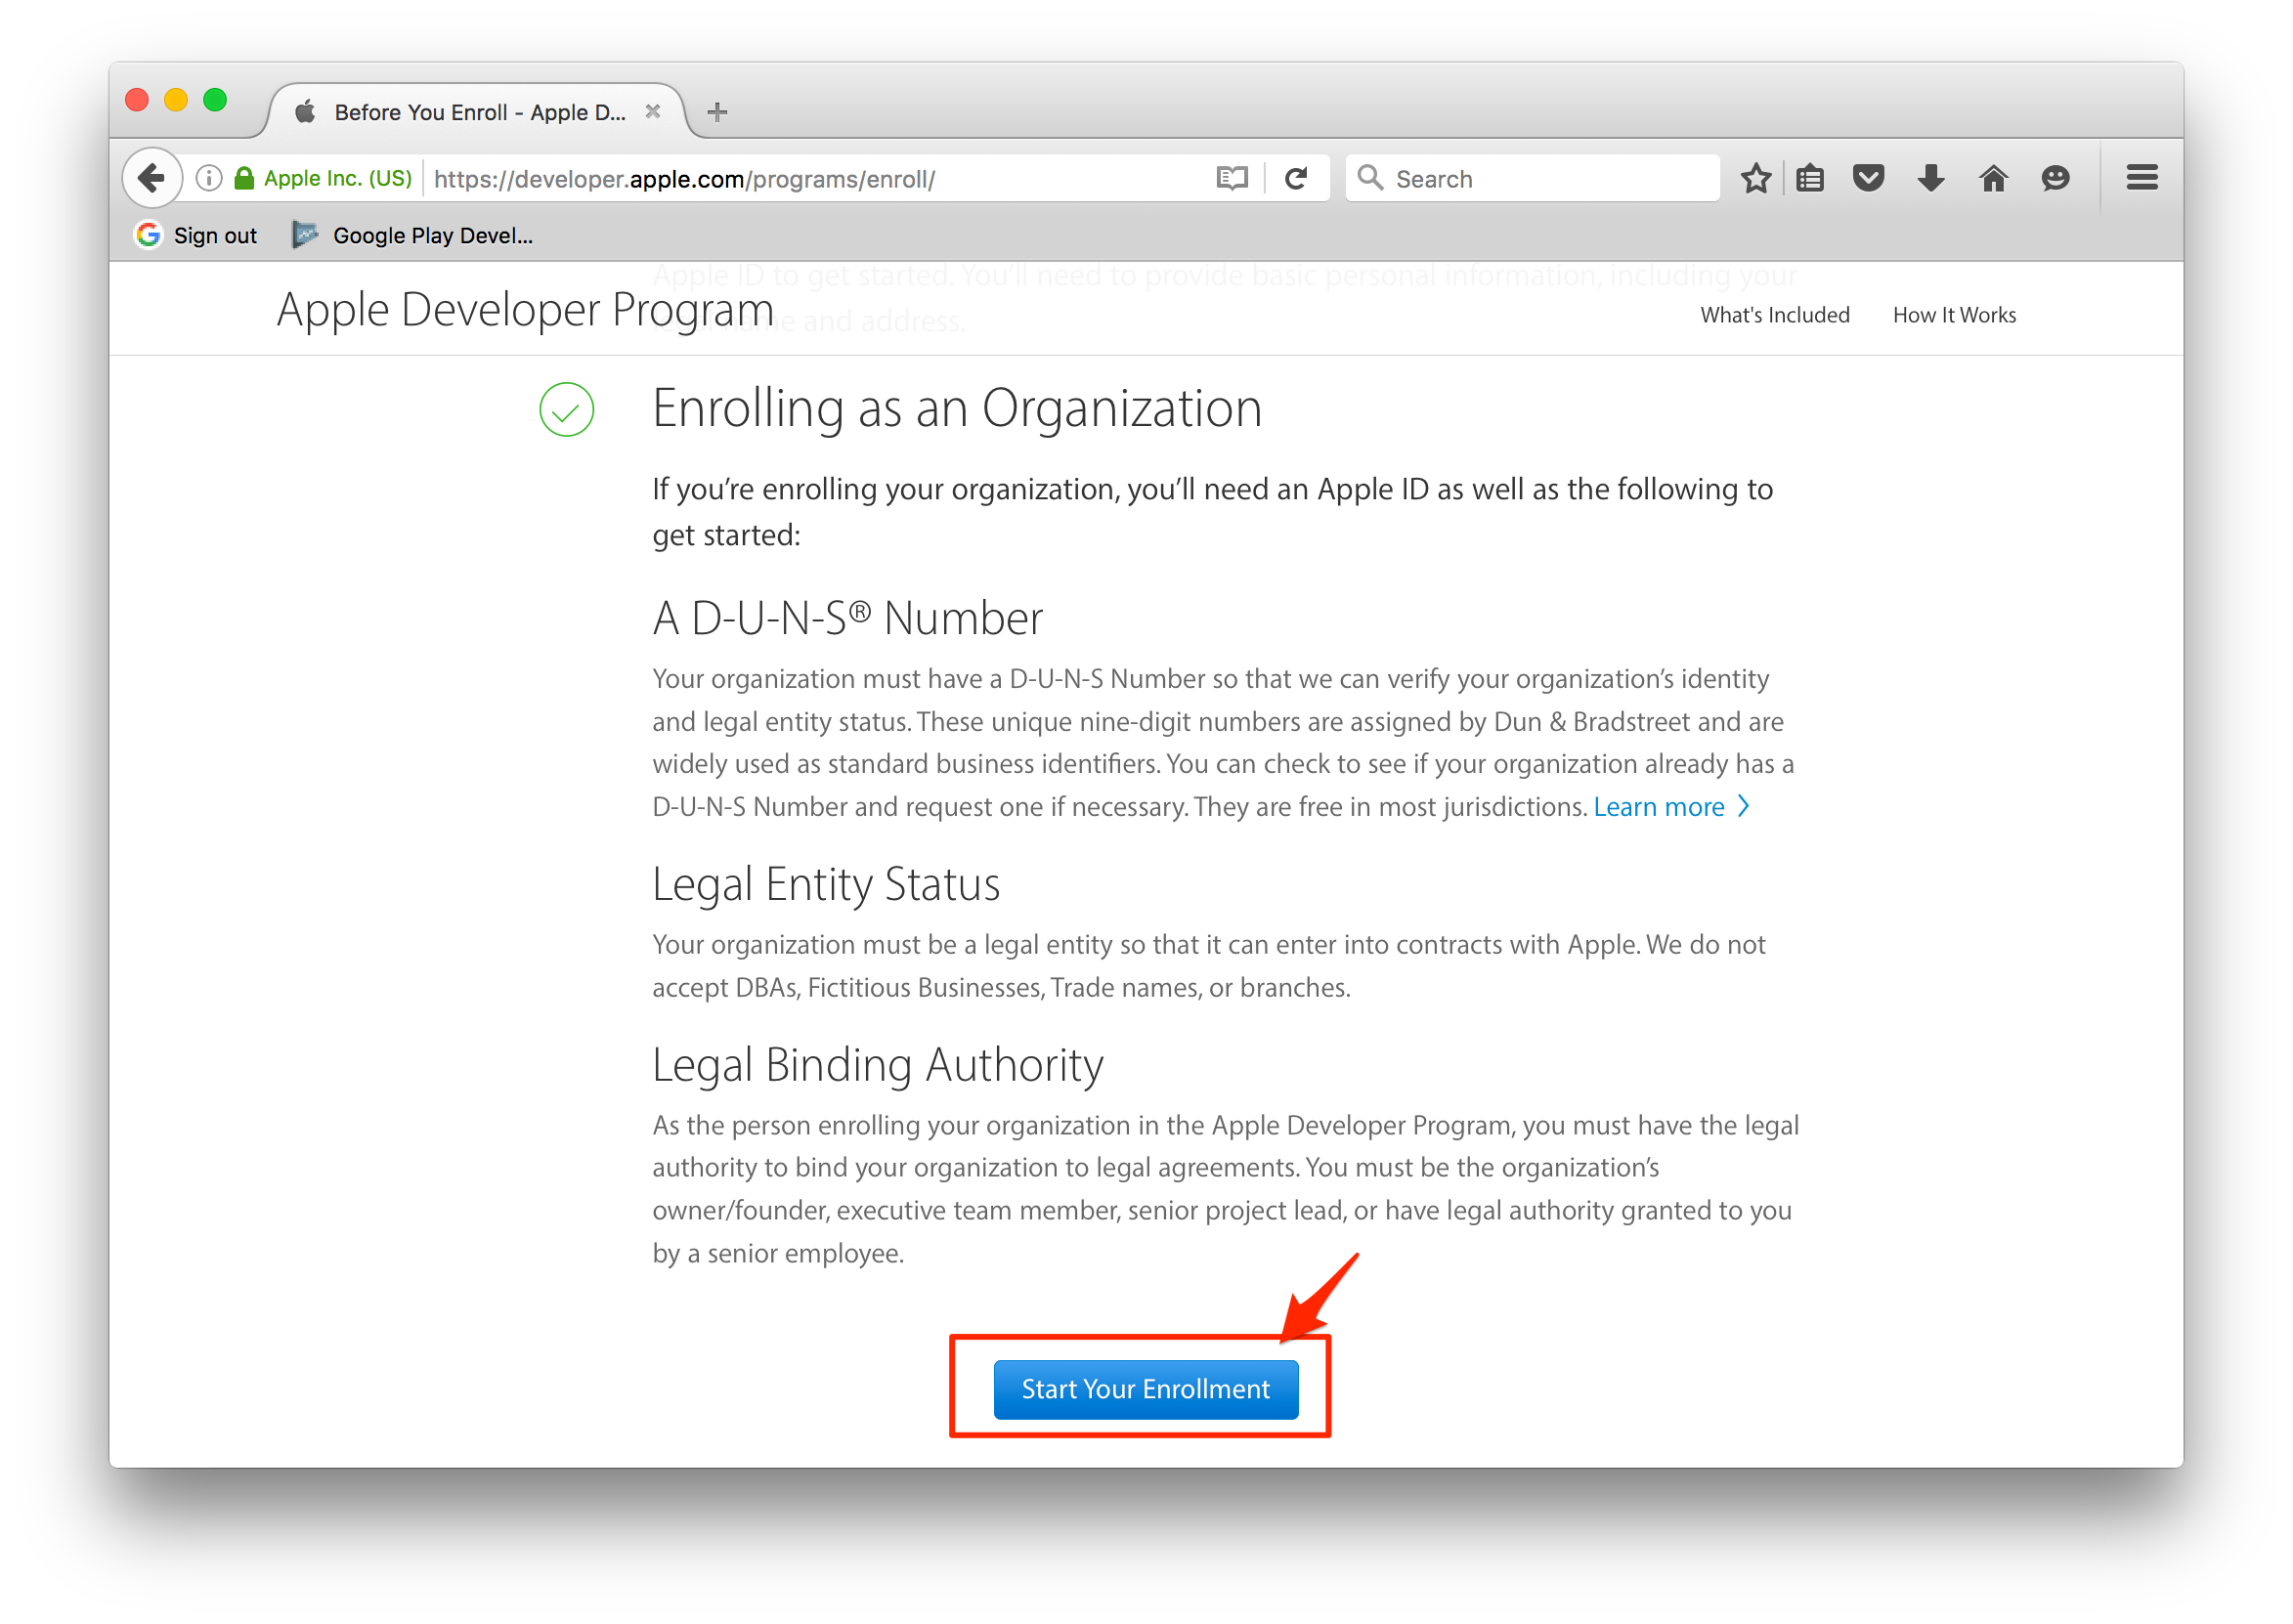 Before You Enroll - Apple D...
Apple Inc. (US) https://developer.apple.com/programs/enroll/ Search
Sign out Google Play Devel...
Apple ID to get started. You'll need to provide basic personal information, including your
legal name and address.
Apple Developer Program What's Included How It Works
Enrolling as an Organization
If you’re enrolling your organization, you’ll need an Apple ID as well as the following to
get started:
A D-U-N-S® Number
Your organization must have a D-U-N-S Number so that we can verify your organization’s identity
and legal entity status. These unique nine-digit numbers are assigned by Dun & Bradstreet and are
widely used as standard business identifiers. You can check to see if your organization already has a
D-U-N-S Number and request one if necessary. They are free in most jurisdictions. Learn more
Legal Entity Status
Your organization must be a legal entity so that it can enter into contracts with Apple. We do not
accept DBAs, Fictitious Businesses, Trade names, or branches.
Legal Binding Authority
As the person enrolling your organization in the Apple Developer Program, you must have the legal
authority to bind your organization to legal agreements. You must be the organization’s
owner/founder, executive team member, senior project lead, or have legal authority granted to you
by a senior employee.
Start Your Enrollment